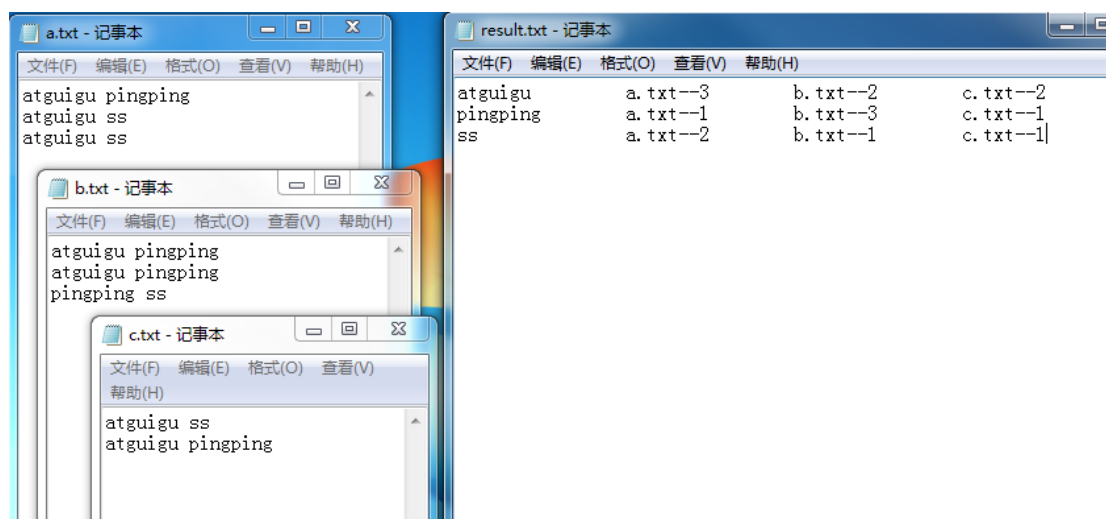 a.txt - 记事本
文件(F) 编辑(E) 格式(O) 查看(V) 帮助(H)
atguigu pingping
atguigu ss
atguigu ss
b.txt - 记事本
文件(F) 编辑(E) 格式(O) 查看(V) 帮助(H)
atguigu pingping
atguigu pingping
pingping ss
c.txt - 记事本
文件(F) 编辑(E) 格式(O) 查看(V)
帮助(H)
atguigu ss
atguigu pingping
result.txt - 记事本
文件(F) 编辑(E) 格式(O) 查看(V) 帮助(H)
atguigu a.txt--3 b.txt--2 c.txt--2
pingping a.txt--1 b.txt--3 c.txt--1
ss a.txt--2 b.txt--1 c.txt--1